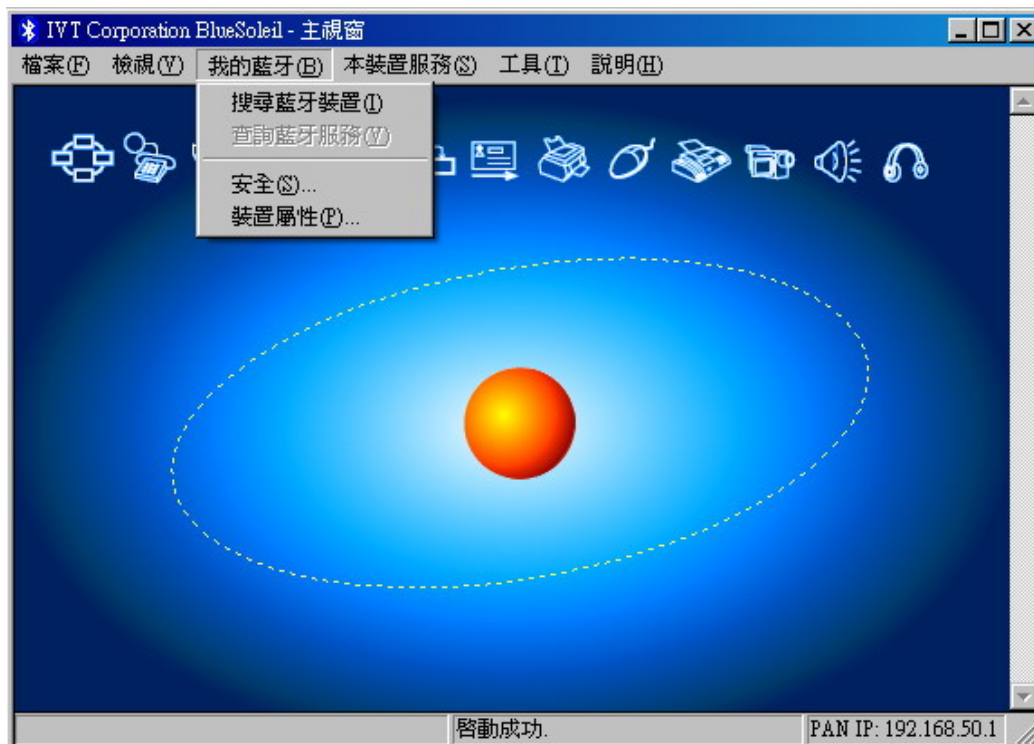 IVT Corporation BlueSoleil - 主視窗
檔案(F) 檢視(V) 我的藍牙(B) 本裝置服務(S) 工具(T) 說明(H)
搜尋藍牙裝置(I)
查詢藍牙服務(V)
安全(S)...
裝置屬性(P)...
啓動成功.
PAN IP: 192.168.50.1